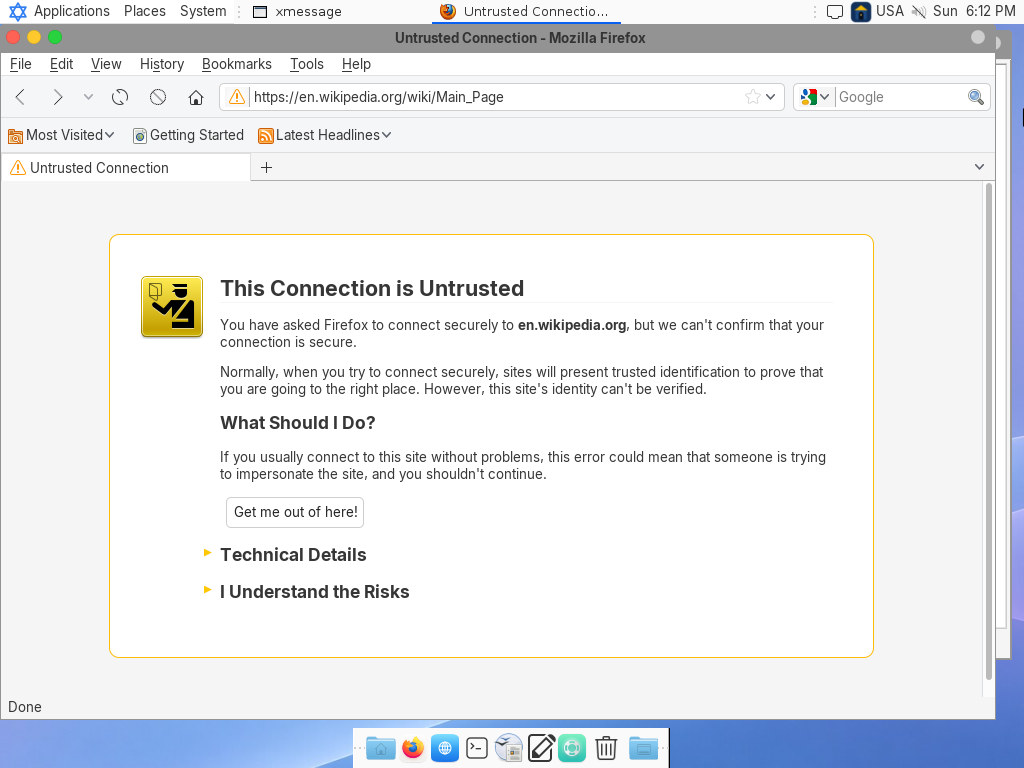 Applications Places System xmessage Untrusted Connectio... USA Sun 6:12 PM
Untrusted Connection - Mozilla Firefox
File Edit View History Bookmarks Tools Help
https://en.wikipedia.org/wiki/Main_Page Google
Most Visited Getting Started Latest Headlines
Untrusted Connection
This Connection is Untrusted
You have asked Firefox to connect securely to en.wikipedia.org, but we can't confirm that your
connection is secure.
Normally, when you try to connect securely, sites will present trusted identification to prove that
you are going to the right place. However, this site's identity can't be verified.
What Should I Do?
If you usually connect to this site without problems, this error could mean that someone is trying
to impersonate the site, and you shouldn't continue.
Get me out of here!
Technical Details
I Understand the Risks
Done